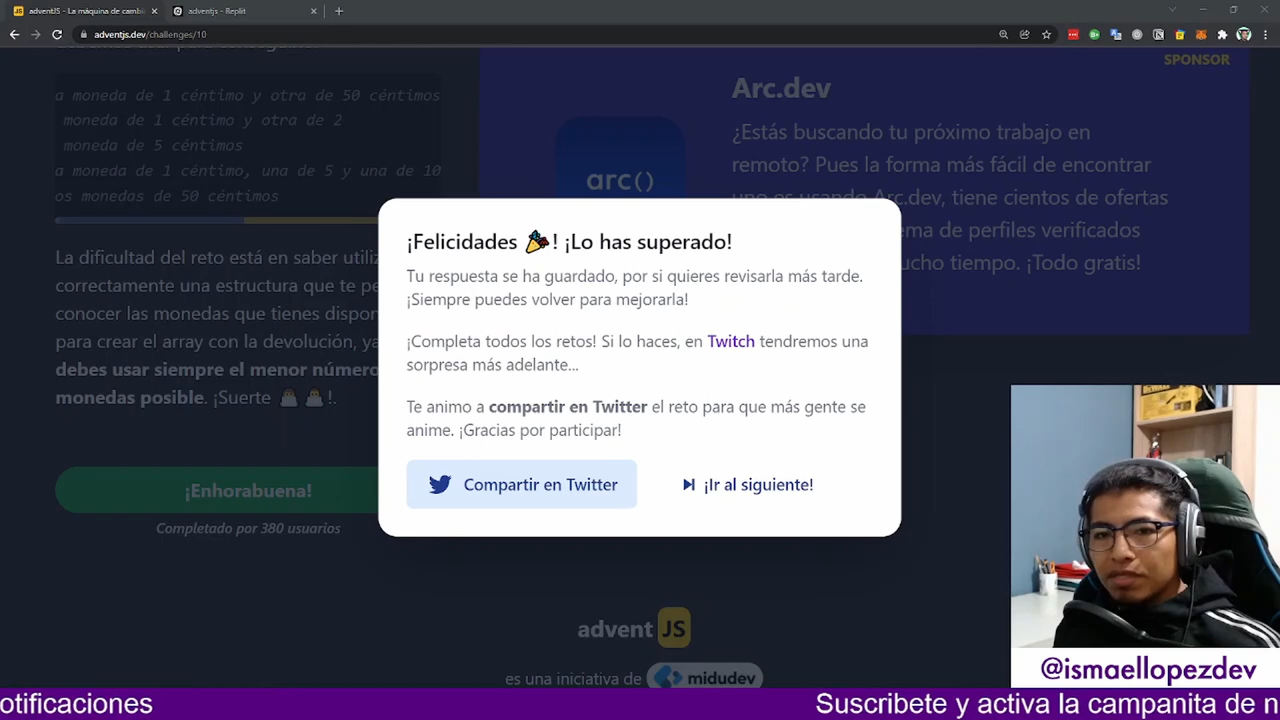 adventJS - La máquina de cambi
adventjs - Replit
adventjs.dev/challenges/10
a moneda de 1 céntimo y otra de 50 céntimos
moneda de 1 céntimo y otra de 2
moneda de 5 céntimos
a moneda de 1 céntimo, una de 5 y una de 10
os monedas de 50 céntimos
La dificultad del reto está en saber utiliz
correctamente una estructura que te pe
conocer las monedas que tienes dispon
para crear el array con la devolución, ya
debes usar siempre el menor número
monedas posible. ¡Suerte !.
¡Enhorabuena!
Completado por 380 usuarios
SPONSOR
Arc.dev
arc()
¿Estás buscando tu próximo trabajo en
remoto? Pues la forma más fácil de encontrar
uno es usando Arc.dev, tiene cientos de ofertas
ema de perfiles verificados
ucho tiempo. ¡Todo gratis!
¡Felicidades 🎉! ¡Lo has superado!
Tu respuesta se ha guardado, por si quieres revisarla más tarde.
¡Siempre puedes volver para mejorarla!
¡Completa todos los retos! Si lo haces, en Twitch tendremos una
sorpresa más adelante...
Te animo a compartir en Twitter el reto para que más gente se
anime. ¡Gracias por participar!
Compartir en Twitter
¡Ir al siguiente!
advent JS
es una iniciativa de midudev
@ismaellopezdev
otificaciones
Suscribete y activa la campanita de n